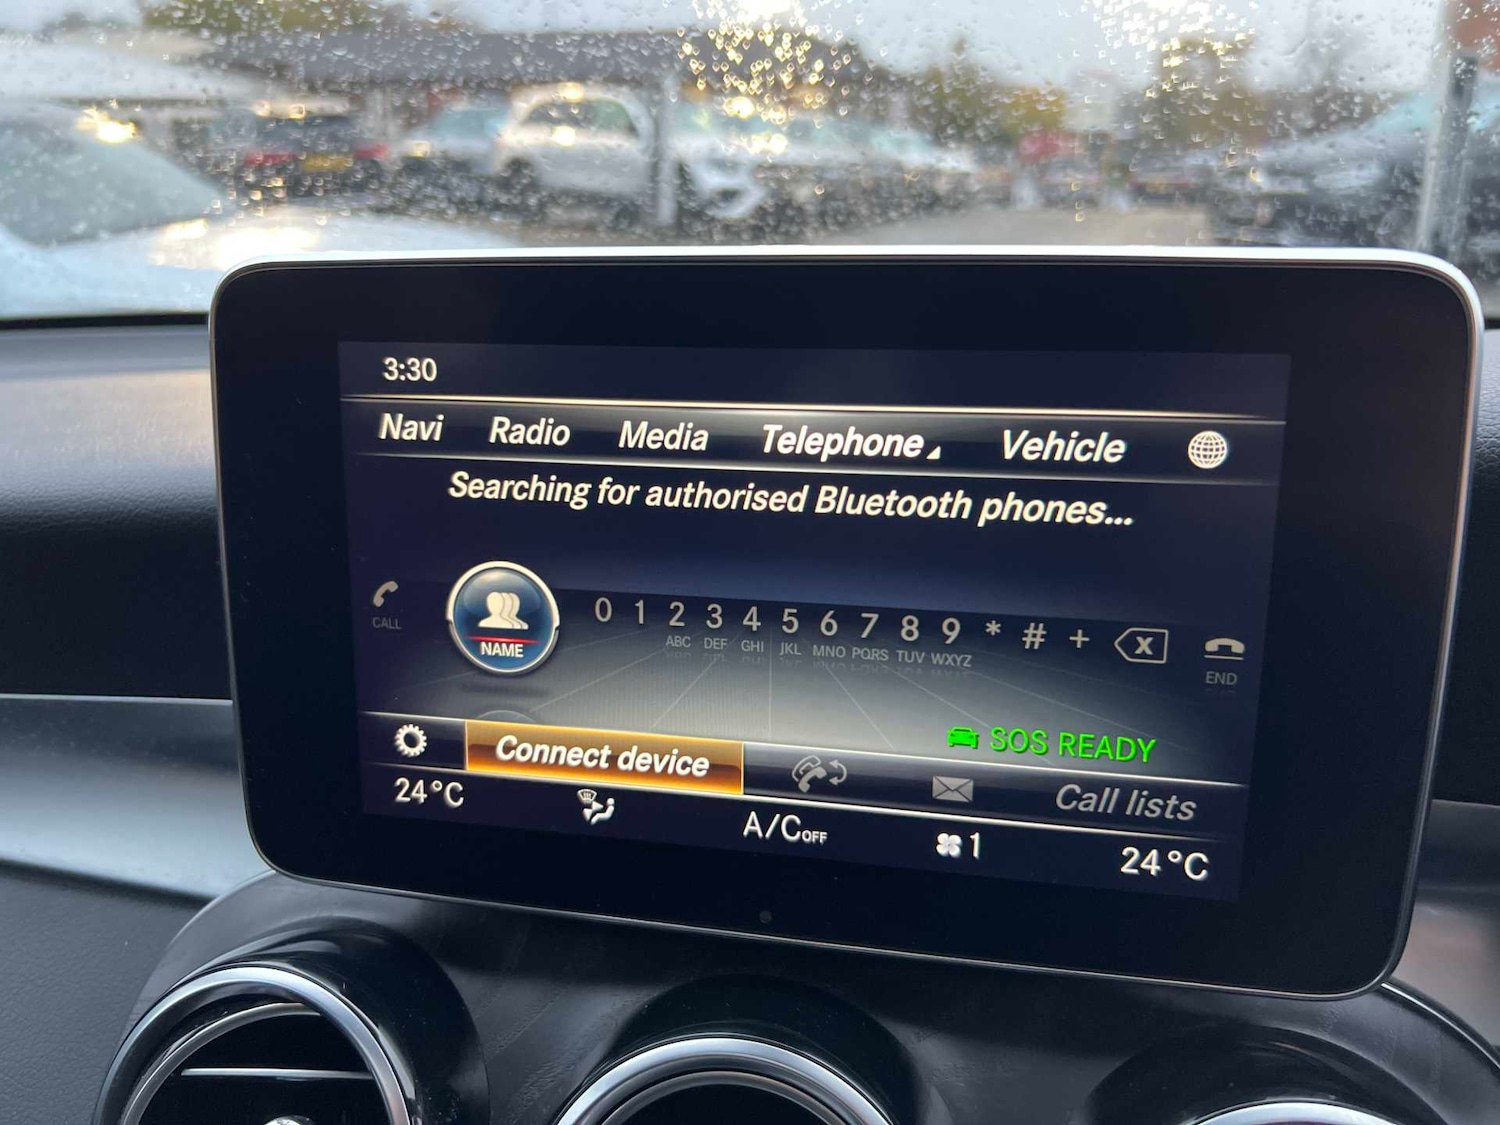 3:30
Navi Radio Media Telephone Vehicle
Searching for authorised Bluetooth phones...
CALL
NAME
0 1 2 3 4 5 6 7 8 9 * # +
ABC DEF GHI JKL MNO PQRS TUV WXYZ
X
END
SOS READY
Connect device
Call lists
24°C
A/C OFF
1
24°C